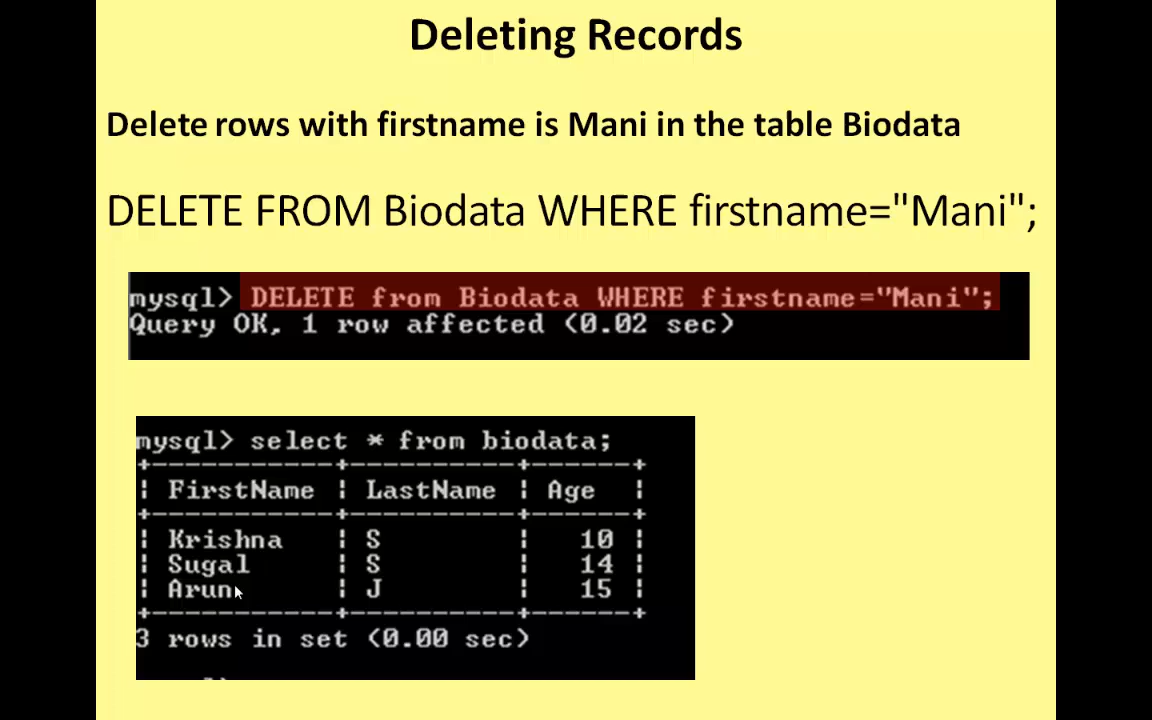 Deleting Records
Delete rows with firstname is Mani in the table Biodata
DELETE FROM Biodata WHERE firstname="Mani";
mysql> DELETE from Biodata WHERE firstname="Mani";
Query OK, 1 row affected (0.02 sec)
mysql> select * from biodata;
+-----------+----------+------+
| FirstName | LastName | Age |
+-----------+----------+------+
| Krishna | S | 10 |
| Sugal | S | 14 |
| Arun | J | 15 |
+-----------+----------+------+
3 rows in set (0.00 sec)